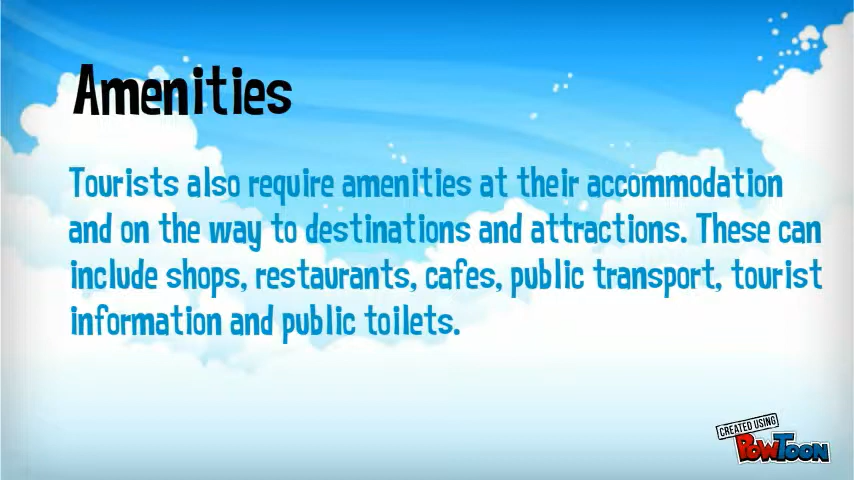 Amenities
Tourists also require amenities at their accommodation
and on the way to destinations and attractions. These can
include shops, restaurants, cafes, public transport, tourist
information and public toilets.
CREATED USING
PowToon